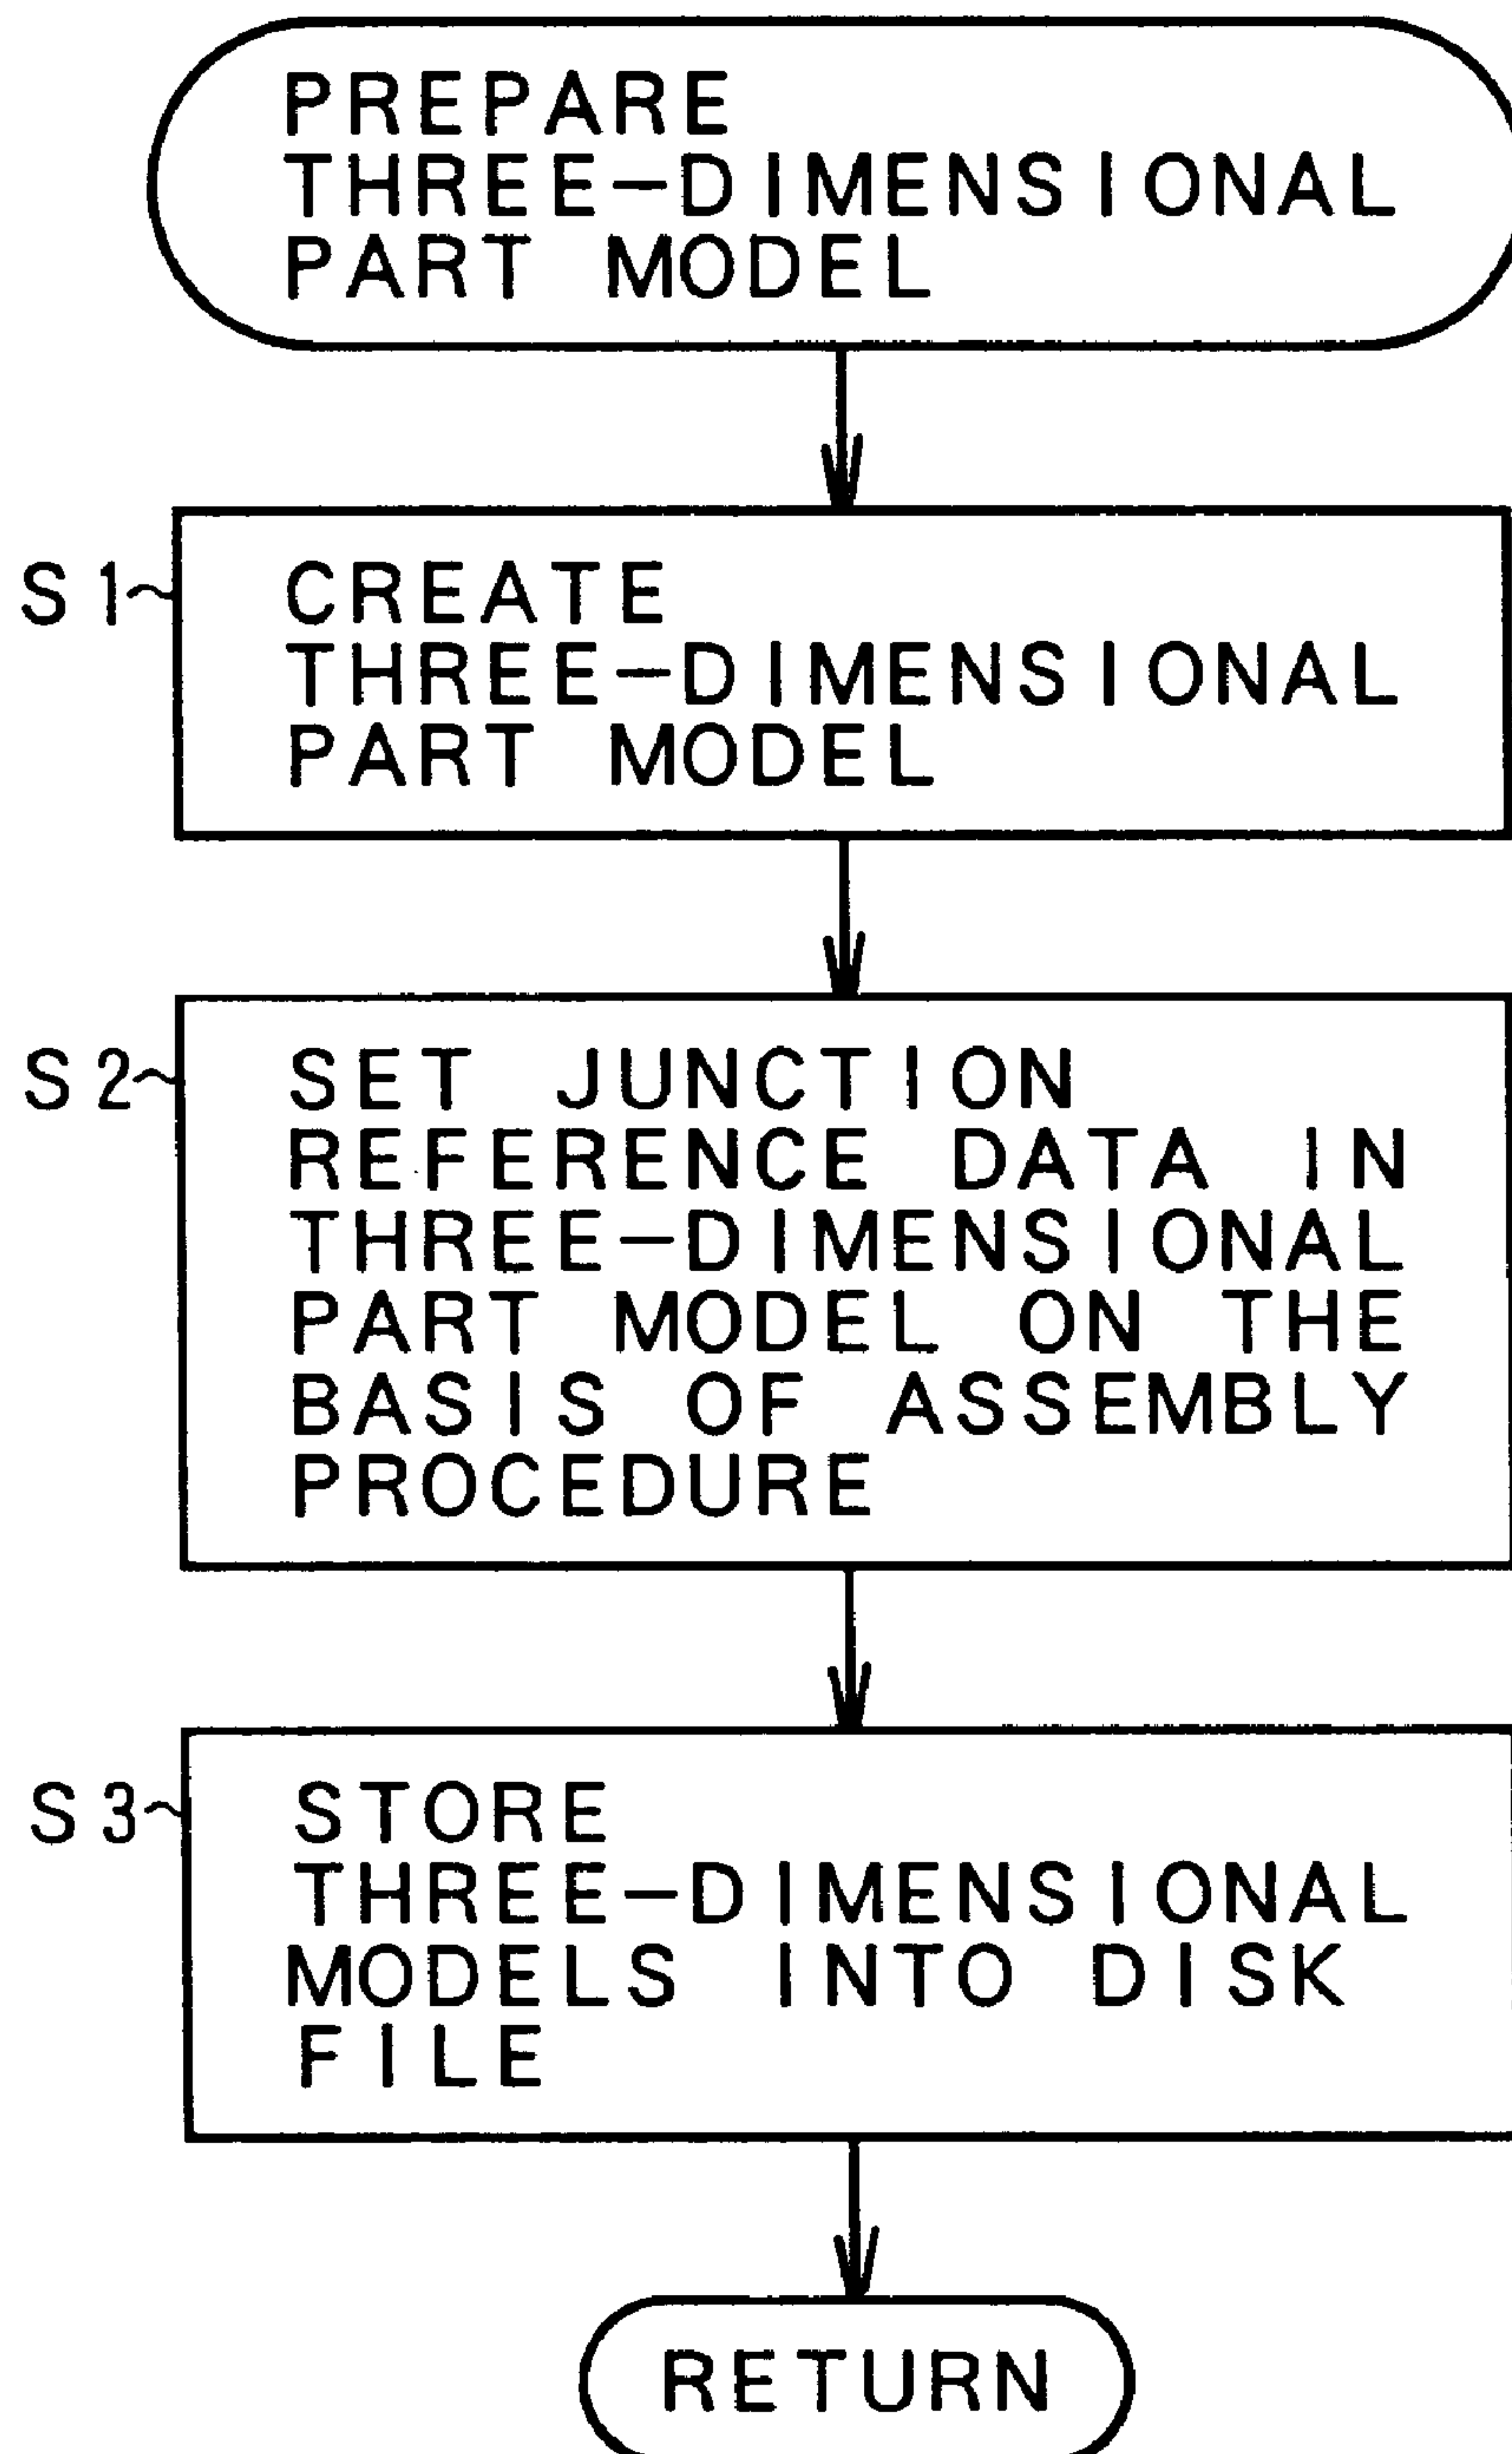 PREPARE
THREE-DIMENSIONAL
PART MODEL
S1
CREATE
THREE-DIMENSIONAL
PART MODEL
S2
SET JUNCTION
REFERENCE DATA IN
THREE-DIMENSIONAL
PART MODEL ON THE
BASIS OF ASSEMBLY
PROCEDURE
S3
STORE
THREE-DIMENSIONAL
MODELS INTO DISK
FILE
RETURN